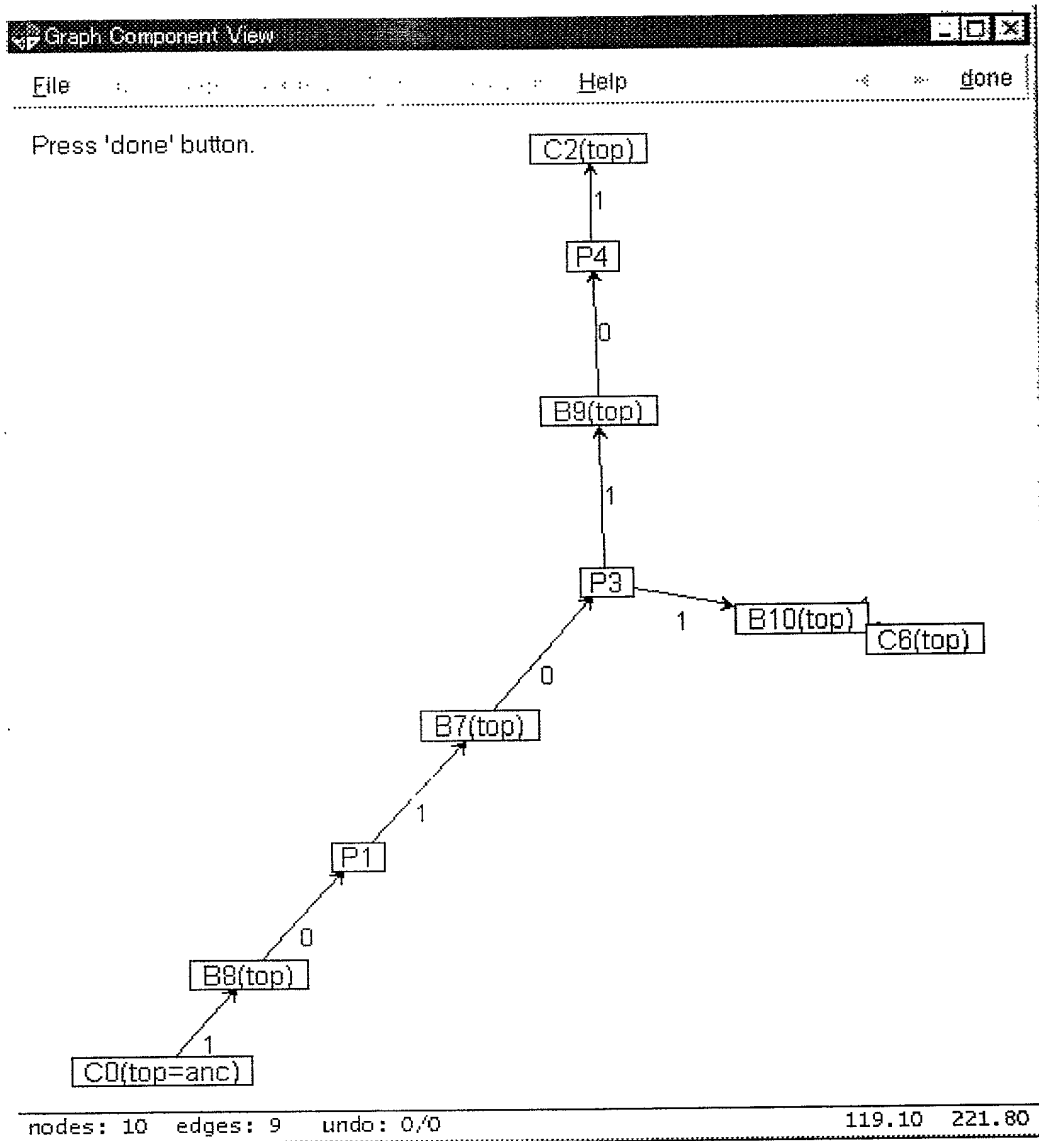 Graph Component View
File Help done
Press 'done' button.
C2(top)
1
P4
0
B9(top)
1
P3
1
B10(top)
C6(top)
0
B7(top)
1
P1
0
B8(top)
1
C0(top=anc)
nodes: 10 edges: 9 undo: 0/0 119.10 221.80